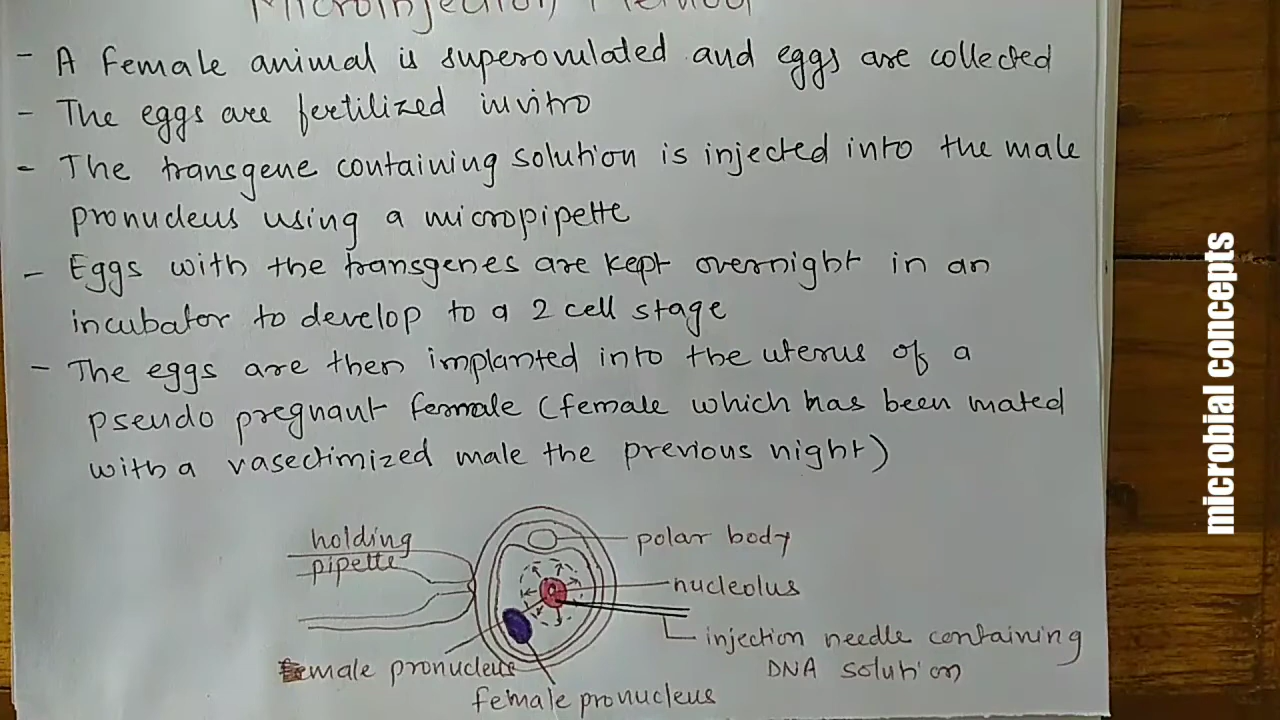 Microinjection Method
- A female animal is superovulated and eggs are collected
- The eggs are fertilized invitro
- The transgene containing solution is injected into the male
pronucleus using a micropipette
- Eggs with the transgenes are kept overnight in an
incubator to develop to a 2 cell stage
- The eggs are then implanted into the uterus of a
pseudo pregnant female (female which has been mated
with a vasectimized male the previous night)
holding
pipette
polar body
nucleolus
injection needle containing
DNA solution
male pronucleus
female pronucleus
microbial concepts